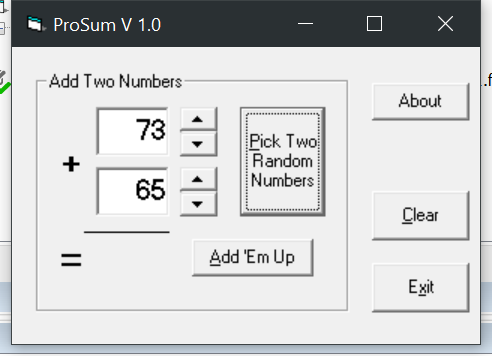 ProSum V 1.0
Add Two Numbers
73
+
65
=
Pick Two
Random
Numbers
Add 'Em Up
About
Clear
Exit